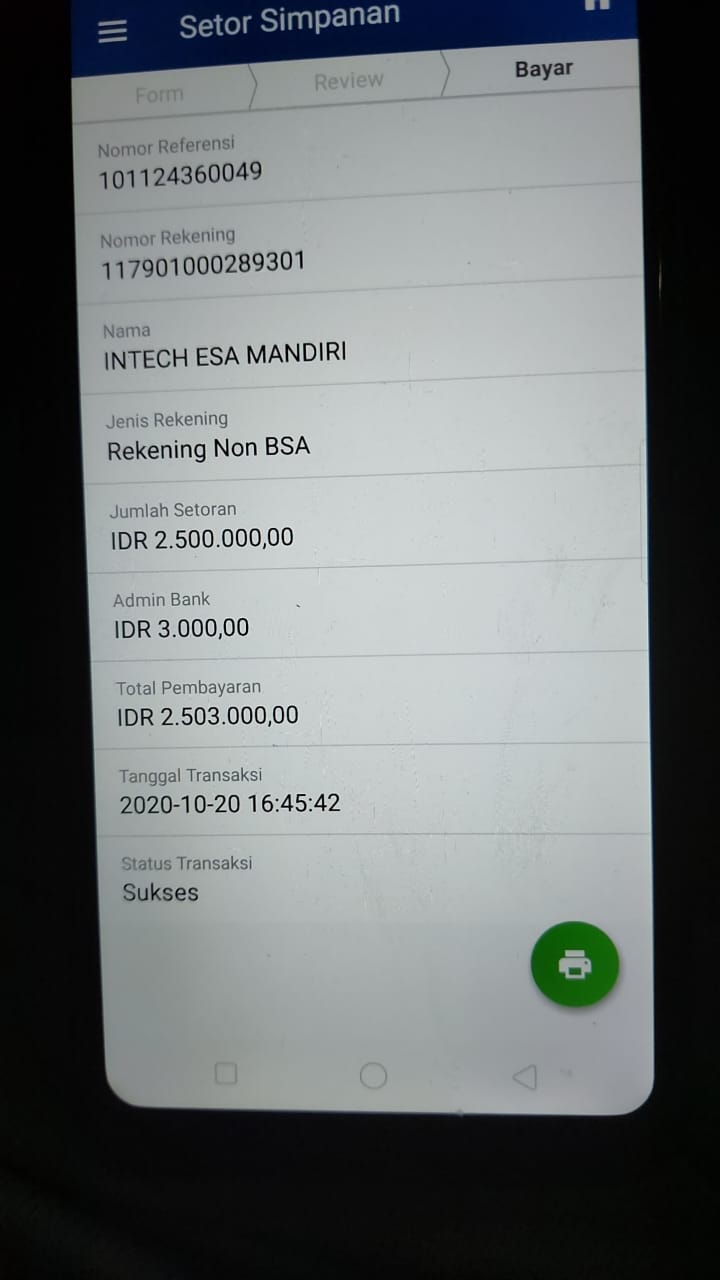 Setor Simpanan
Form
Review
Bayar
Nomor Referensi
101124360049
Nomor Rekening
117901000289301
Nama
INTECH ESA MANDIRI
Jenis Rekening
Rekening Non BSA
Jumlah Setoran
IDR 2.500.000,00
Admin Bank
IDR 3.000,00
Total Pembayaran
IDR 2.503.000,00
Tanggal Transaksi
2020-10-20 16:45:42
Status Transaksi
Sukses